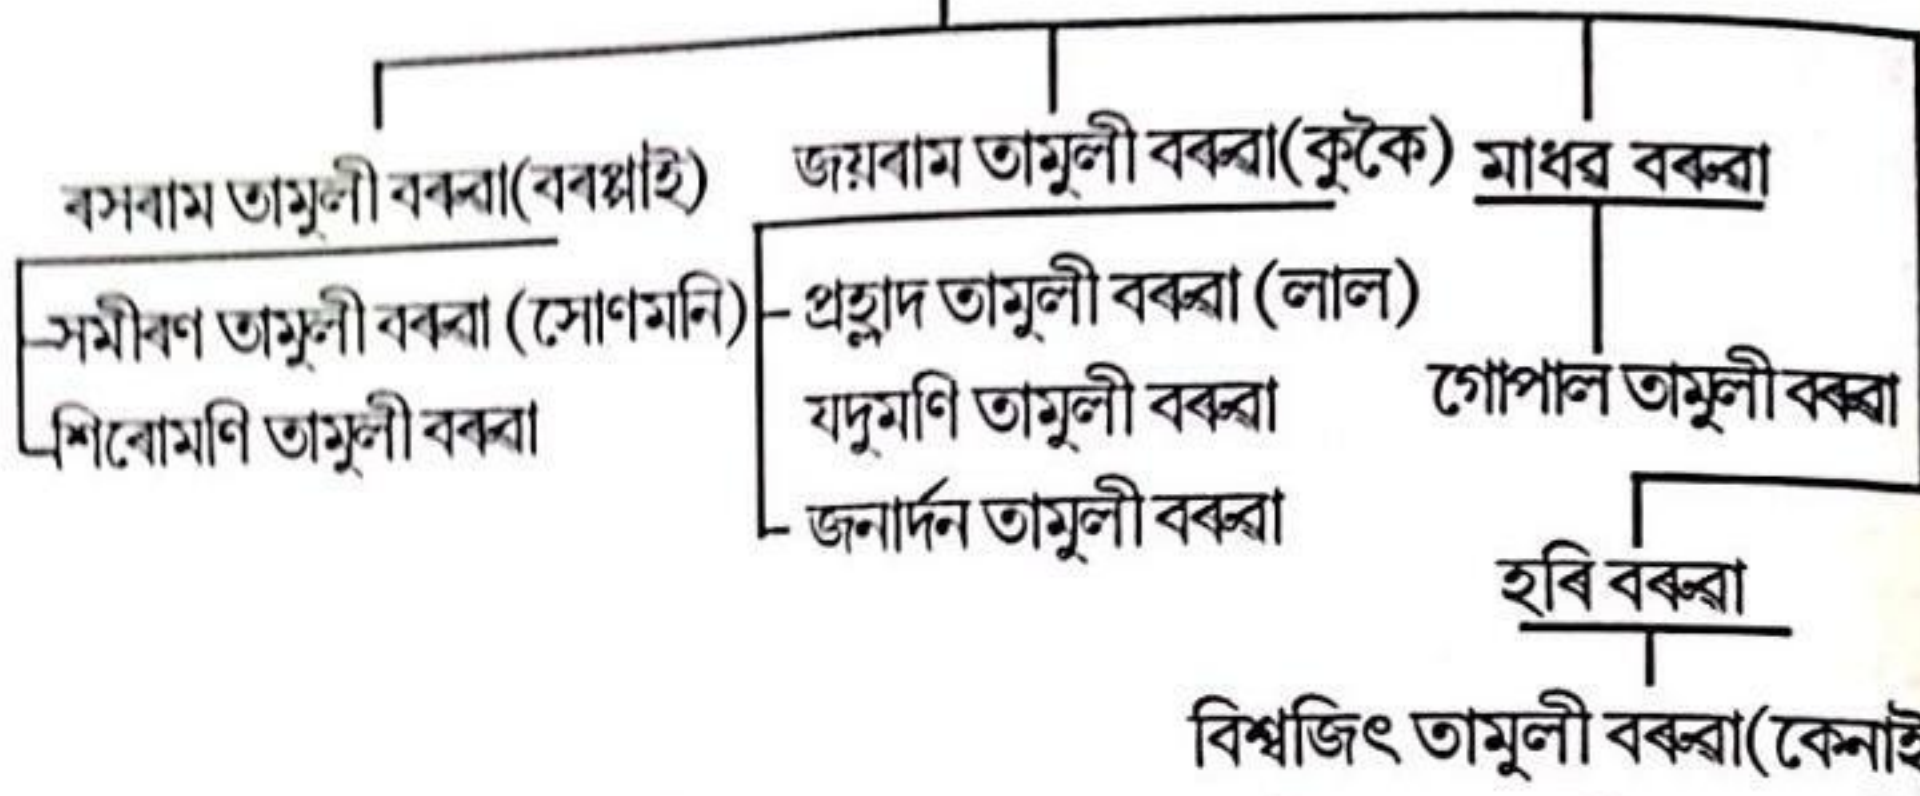 ৰসৰাম তামুলী বৰুৱা(বৰপ্পাই)
জয়ৰাম তামুলী বৰুৱা(কুকৈ)
মাধৱ বৰুৱা
সমীৰণ তামুলী বৰুৱা (সোণমনি)
প্ৰহ্লাদ তামুলী বৰুৱা (লাল)
শিৰোমণি তামুলী বৰুৱা
যদুমণি তামুলী বৰুৱা
গোপাল তামুলী বৰুৱা
জনাৰ্দন তামুলী বৰুৱা
হৰি বৰুৱা
বিশ্বজিৎ তামুলী বৰুৱা(কেনাই